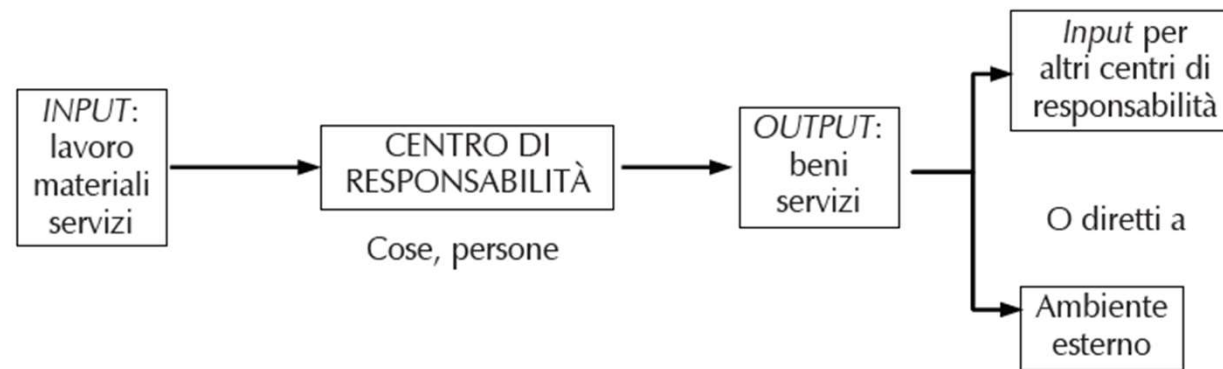 INPUT:
lavoro
materiali
servizi
CENTRO DI
RESPONSABILITÀ
Cose, persone
OUTPUT:
beni
servizi
Input per
altri centri di
responsabilità
O diretti a
Ambiente
esterno